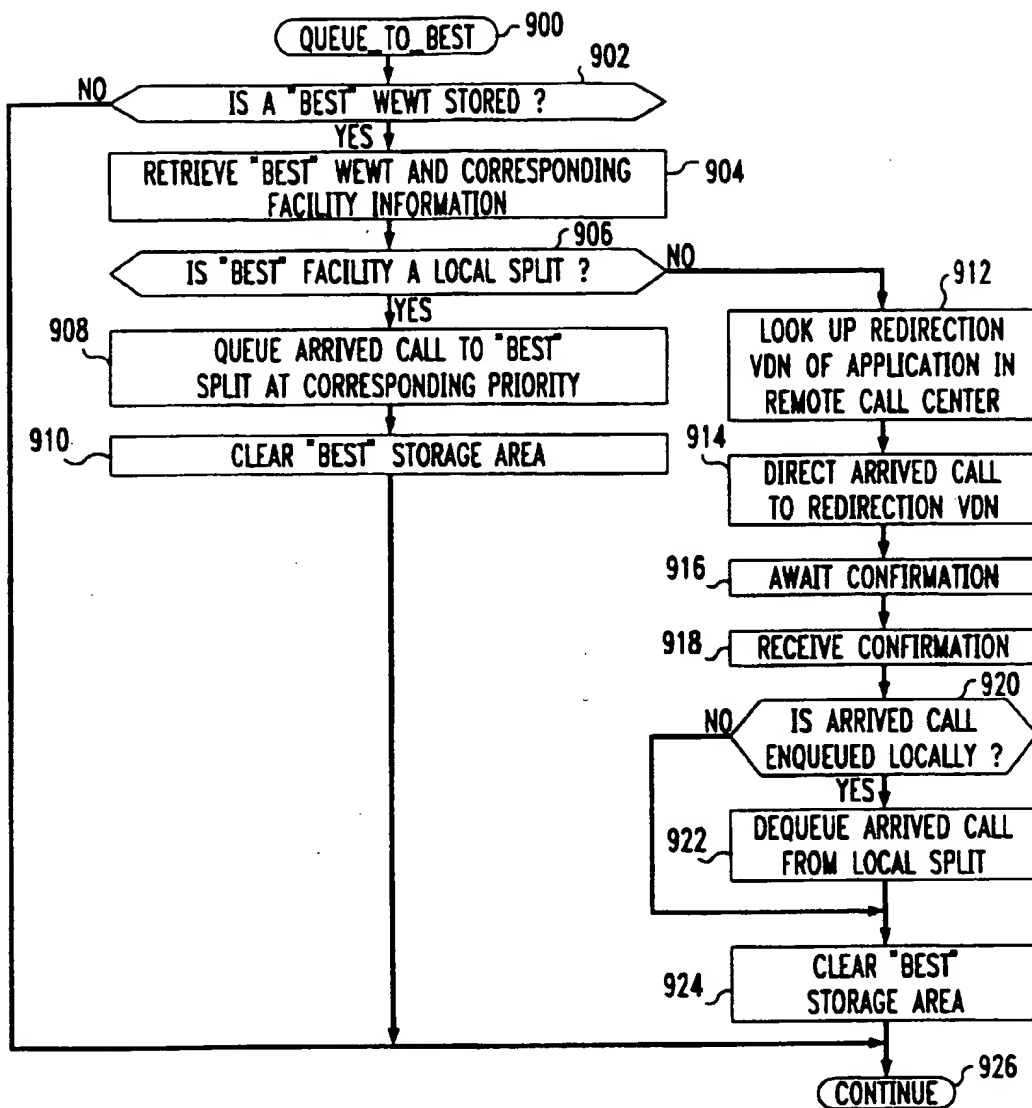 QUEUE_TO_BEST
900
902
NO
IS A "BEST" WEWT STORED ?
YES
RETRIEVE "BEST" WEWT AND CORRESPONDING
FACILITY INFORMATION
904
906
IS "BEST" FACILITY A LOCAL SPLIT ?
NO
YES
908
QUEUE ARRIVED CALL TO "BEST"
SPLIT AT CORRESPONDING PRIORITY
910
CLEAR "BEST" STORAGE AREA
912
LOOK UP REDIRECTION
VDN OF APPLICATION IN
REMOTE CALL CENTER
914
DIRECT ARRIVED CALL
TO REDIRECTION VDN
916
AWAIT CONFIRMATION
918
RECEIVE CONFIRMATION
920
NO
IS ARRIVED CALL
ENQUEUED LOCALLY ?
YES
922
DEQUEUE ARRIVED CALL
FROM LOCAL SPLIT
924
CLEAR "BEST"
STORAGE AREA
CONTINUE
926